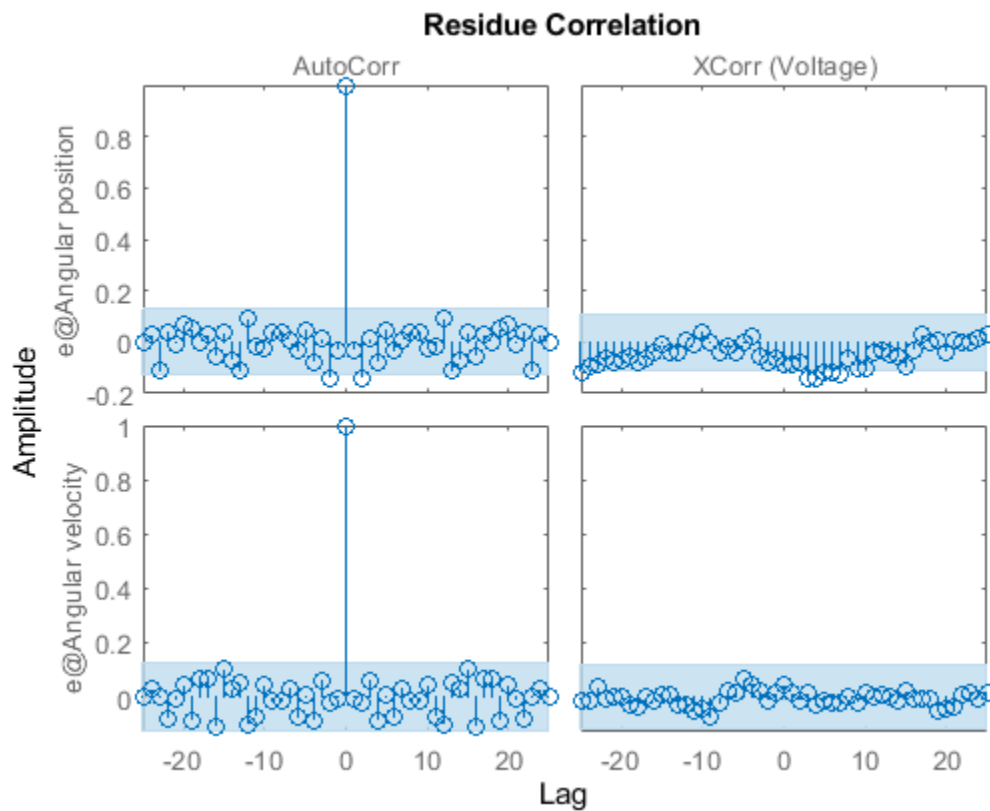 Residue Correlation
AutoCorr
XCorr (Voltage)
Amplitude
e@Angular position
0.8
0.6
0.4
0.2
0
-0.2
e@Angular velocity
1
0.8
0.6
0.4
0.2
0
-20 -10 0 10 20
-20 -10 0 10 20
Lag